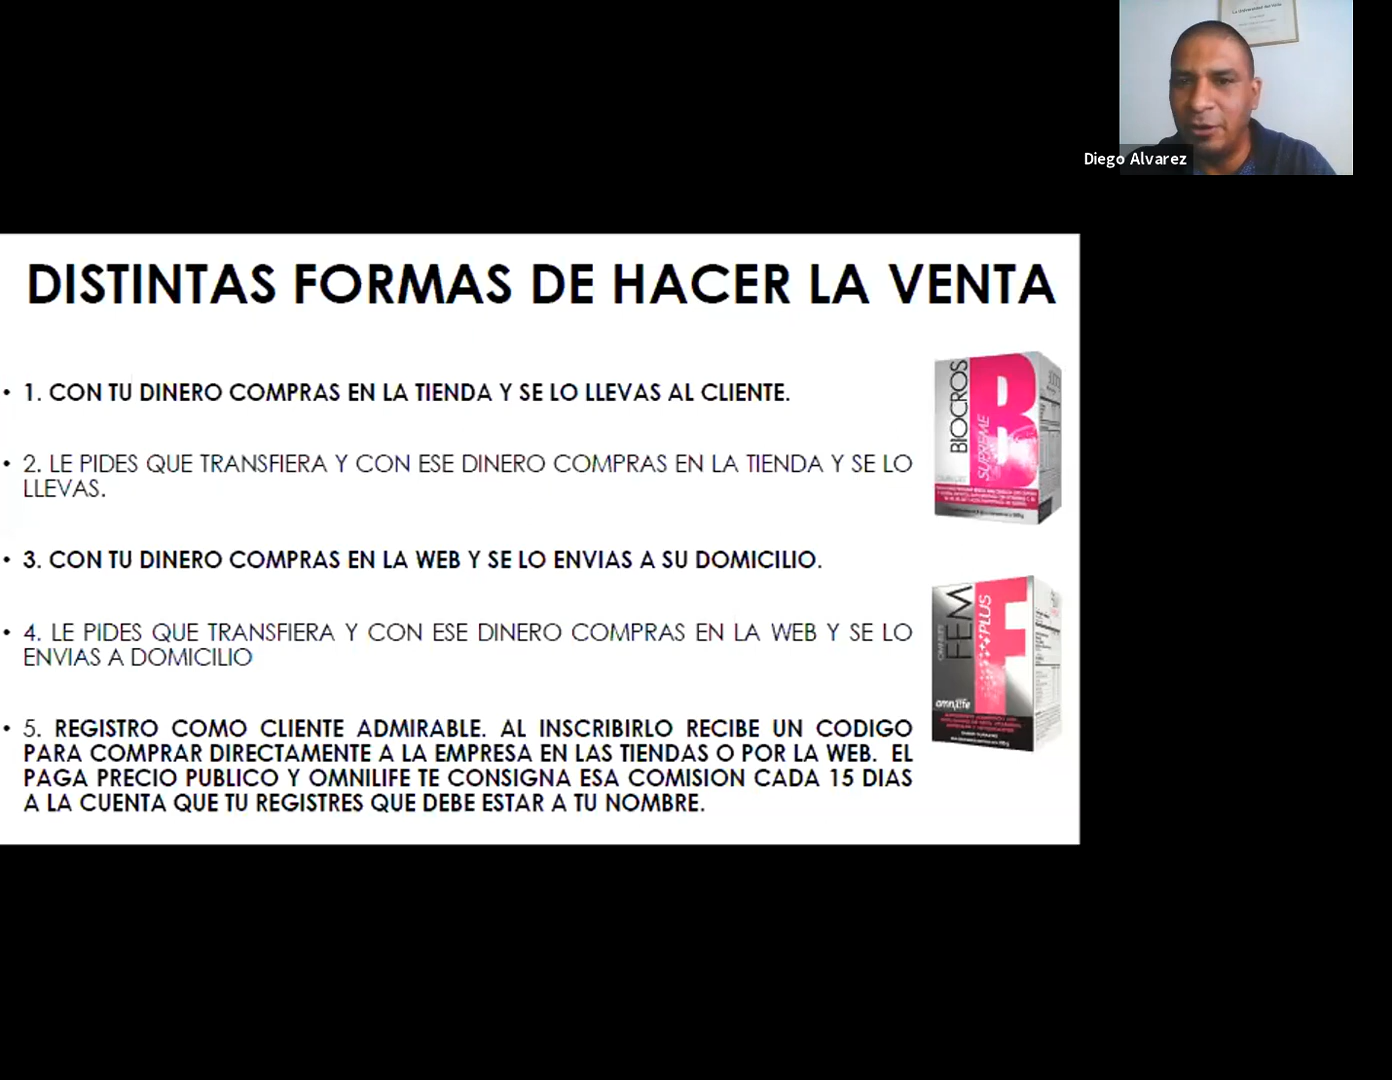 La Universidad del Valle
Diego Alvarez
DISTINTAS FORMAS DE HACER LA VENTA
• 1. CON TU DINERO COMPRAS EN LA TIENDA Y SE LO LLEVAS AL CLIENTE.
• 2. LE PIDES QUE TRANSFIERA Y CON ESE DINERO COMPRAS EN LA TIENDA Y SE LO
LLEVAS.
• 3. CON TU DINERO COMPRAS EN LA WEB Y SE LO ENVIAS A SU DOMICILIO.
• 4. LE PIDES QUE TRANSFIERA Y CON ESE DINERO COMPRAS EN LA WEB Y SE LO
ENVIAS A DOMICILIO
• 5. REGISTRO COMO CLIENTE ADMIRABLE. AL INSCRIBIRLO RECIBE UN CODIGO
PARA COMPRAR DIRECTAMENTE A LA EMPRESA EN LAS TIENDAS O POR LA WEB. EL
PAGA PRECIO PUBLICO Y OMNILIFE TE CONSIGNA ESA COMISION CADA 15 DIAS
A LA CUENTA QUE TU REGISTRES QUE DEBE ESTAR A TU NOMBRE.
BIOCROS
SUPREME
B
OMNILIFE
FEM
PLUS
F
omnilife